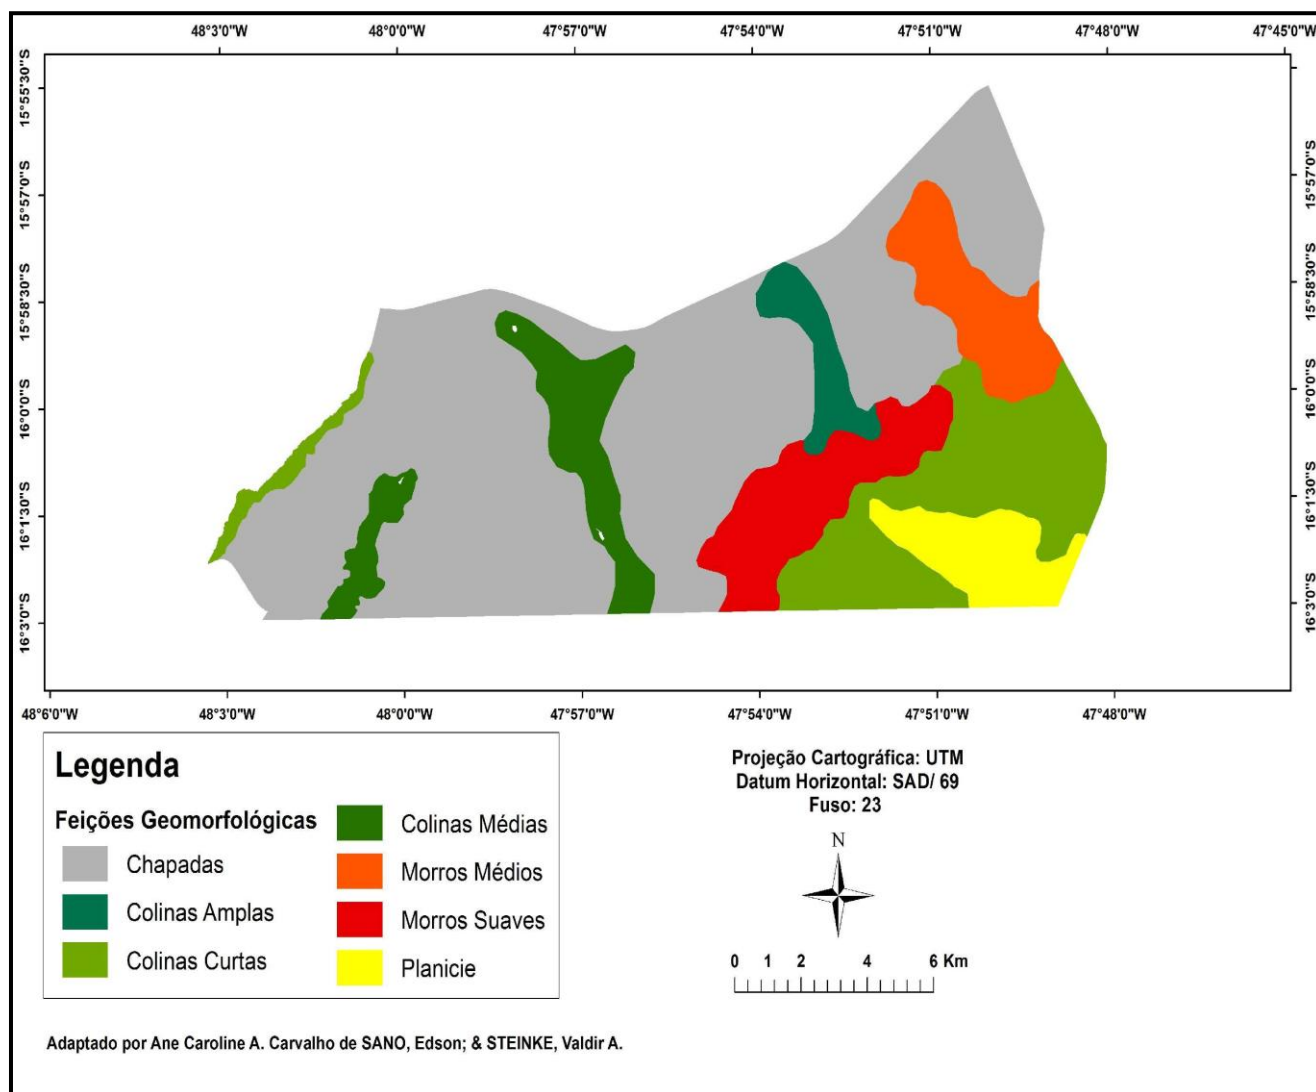 48°3'0"W 48°0'0"W 47°57'0"W 47°54'0"W 47°51'0"W 47°48'0"W 47°45'0"W
15°55'30"S
15°57'0"S
15°58'30"S
16°0'0"S
16°1'30"S
16°3'0"S
15°57'0"S
15°58'30"S
16°0'0"S
16°1'30"S
16°3'0"S
48°6'0"W 48°3'0"W 48°0'0"W 47°57'0"W 47°54'0"W 47°51'0"W 47°48'0"W
Legenda
Feições Geomorfológicas
Chapadas
Colinas Amplas
Colinas Curtas
Colinas Médias
Morros Médios
Morros Suaves
Planicie
Projeção Cartográfica: UTM
Datum Horizontal: SAD/ 69
Fuso: 23
N
0 1 2 4 6 Km
Adaptado por Ane Caroline A. Carvalho de SANO, Edson; & STEINKE, Valdir A.